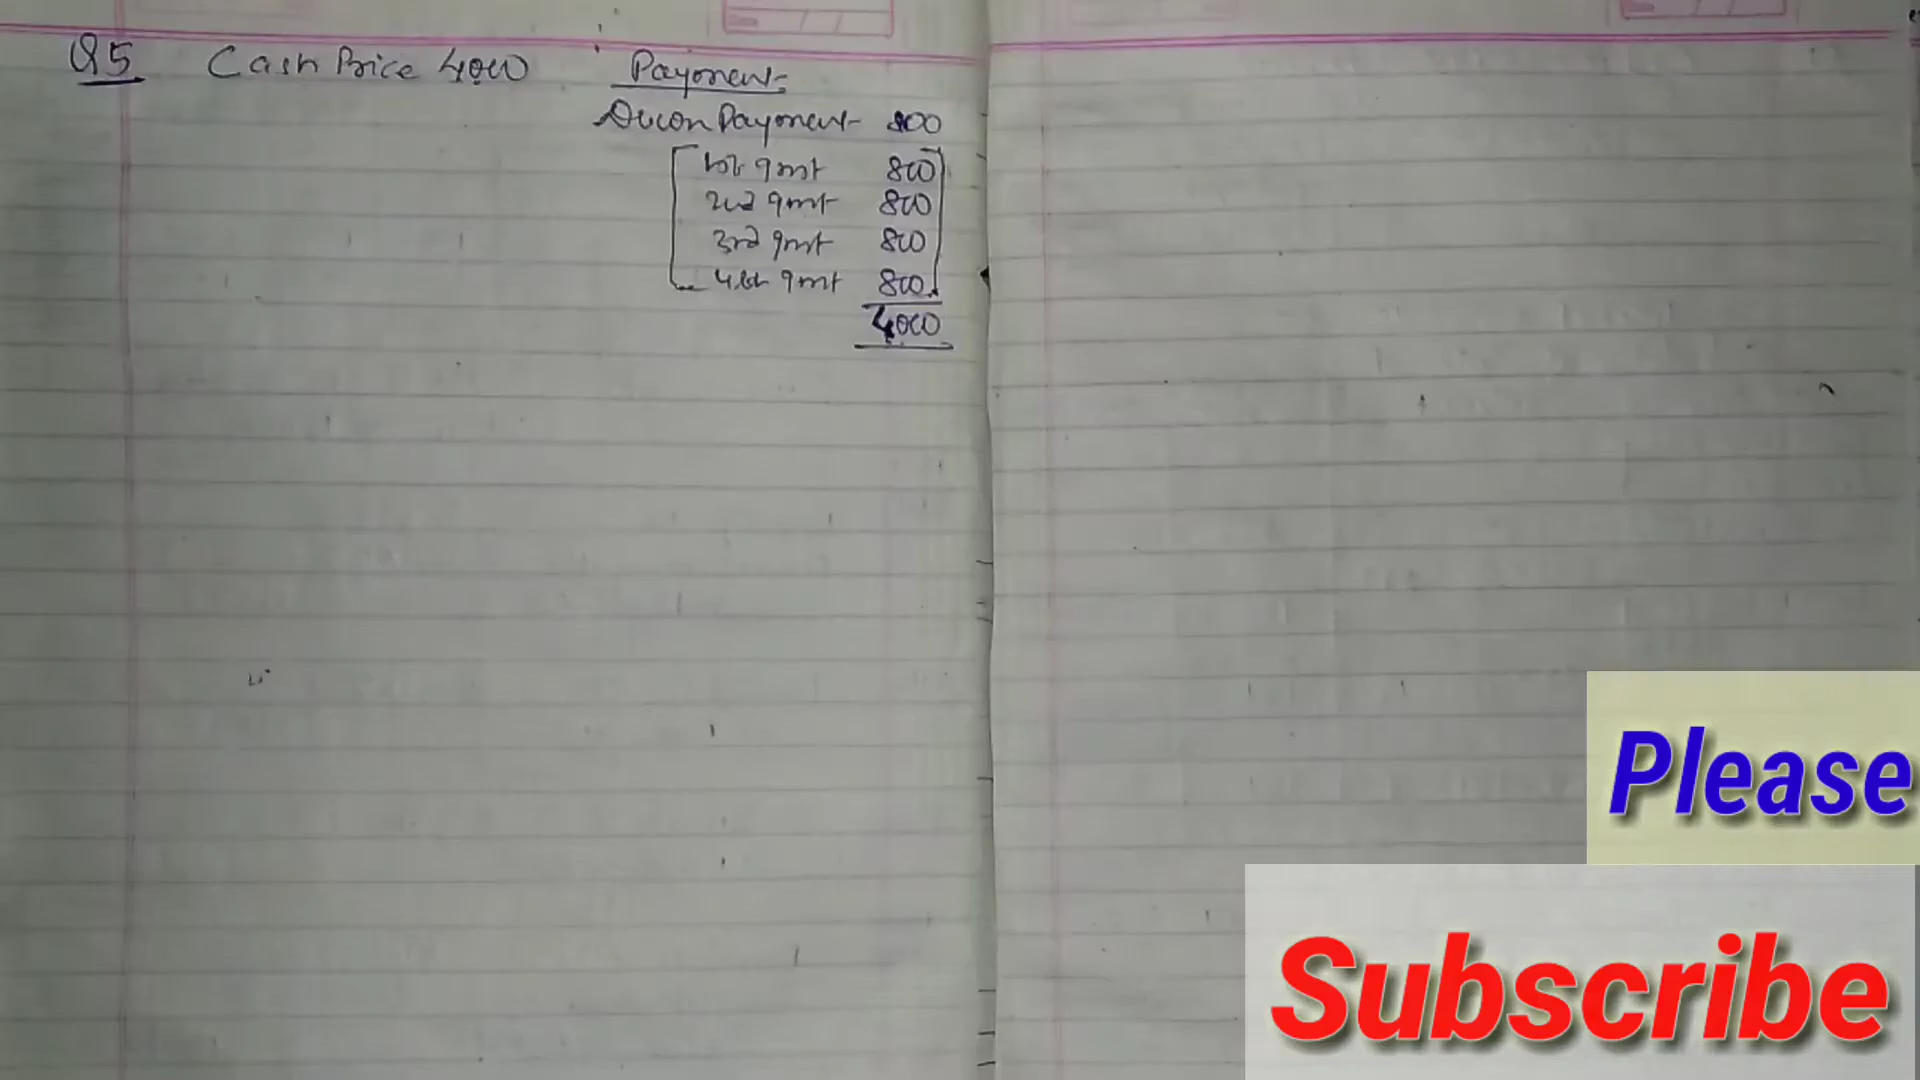 Q5 Cash Price 4000 Payment
Down Payment 800
1st Inst 800
2nd Inst 800
3rd Inst 800
4th Inst 800
4000
Please
Subscribe